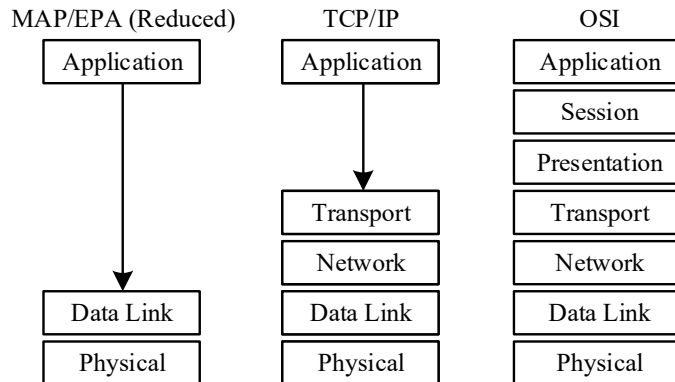 MAP/EPA (Reduced)
Application
Data Link
Physical
TCP/IP
Application
Transport
Network
Data Link
Physical
OSI
Application
Session
Presentation
Transport
Network
Data Link
Physical